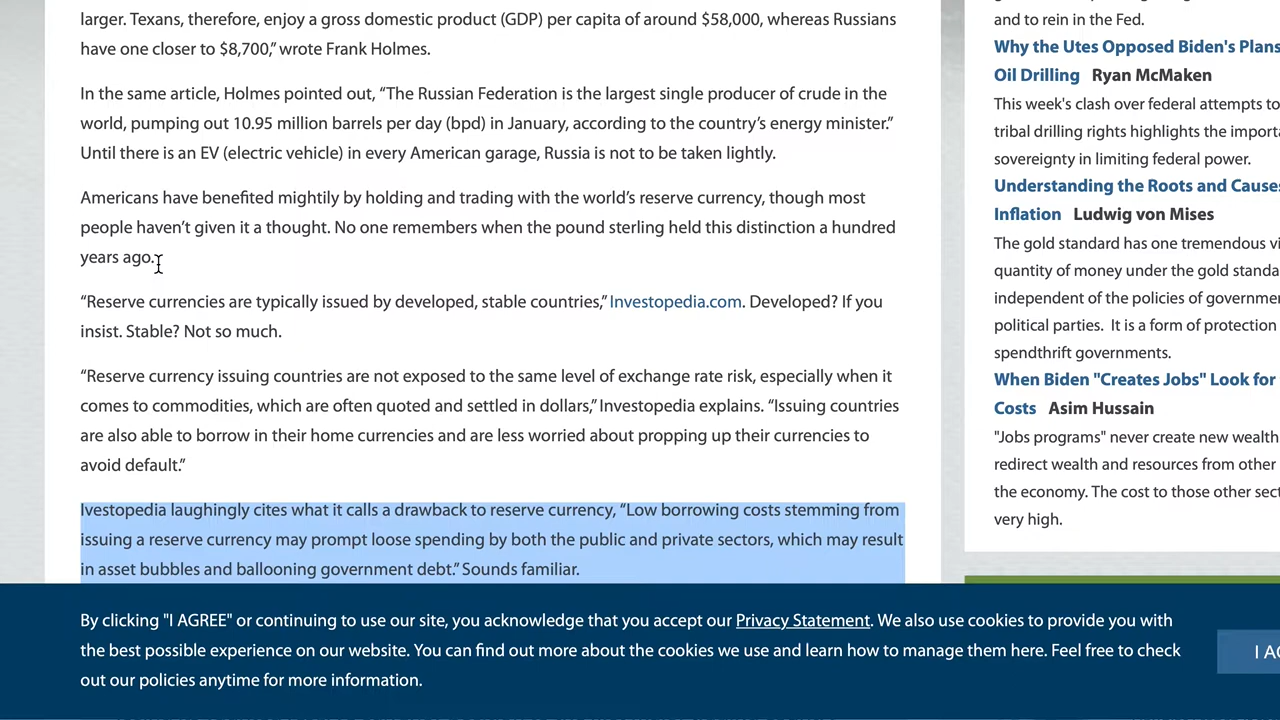 larger. Texans, therefore, enjoy a gross domestic product (GDP) per capita of around $58,000, whereas Russians
have one closer to $8,700,” wrote Frank Holmes.
In the same article, Holmes pointed out, “The Russian Federation is the largest single producer of crude in the
world, pumping out 10.95 million barrels per day (bpd) in January, according to the country’s energy minister.”
Until there is an EV (electric vehicle) in every American garage, Russia is not to be taken lightly.
Americans have benefited mightily by holding and trading with the world’s reserve currency, though most
people haven’t given it a thought. No one remembers when the pound sterling held this distinction a hundred
years ago.
“Reserve currencies are typically issued by developed, stable countries,” Investopedia.com. Developed? If you
insist. Stable? Not so much.
“Reserve currency issuing countries are not exposed to the same level of exchange rate risk, especially when it
comes to commodities, which are often quoted and settled in dollars,” Investopedia explains. “Issuing countries
are also able to borrow in their home currencies and are less worried about propping up their currencies to
avoid default.”
Ivestopedia laughingly cites what it calls a drawback to reserve currency, “Low borrowing costs stemming from
issuing a reserve currency may prompt loose spending by both the public and private sectors, which may result
in asset bubbles and ballooning government debt.” Sounds familiar.
and to rein in the Fed.
Why the Utes Opposed Biden's Plans
Oil Drilling Ryan McMaken
This week's clash over federal attempts to
tribal drilling rights highlights the importa
sovereignty in limiting federal power.
Understanding the Roots and Causes
Inflation Ludwig von Mises
The gold standard has one tremendous vi
quantity of money under the gold standa
independent of the policies of governme
political parties. It is a form of protection
spendthrift governments.
When Biden "Creates Jobs" Look for
Costs Asim Hussain
"Jobs programs" never create new wealth
redirect wealth and resources from other
the economy. The cost to those other sect
very high.
By clicking "I AGREE" or continuing to use our site, you acknowledge that you accept our Privacy Statement. We also use cookies to provide you with
the best possible experience on our website. You can find out more about the cookies we use and learn how to manage them here. Feel free to check
out our policies anytime for more information.
I AG